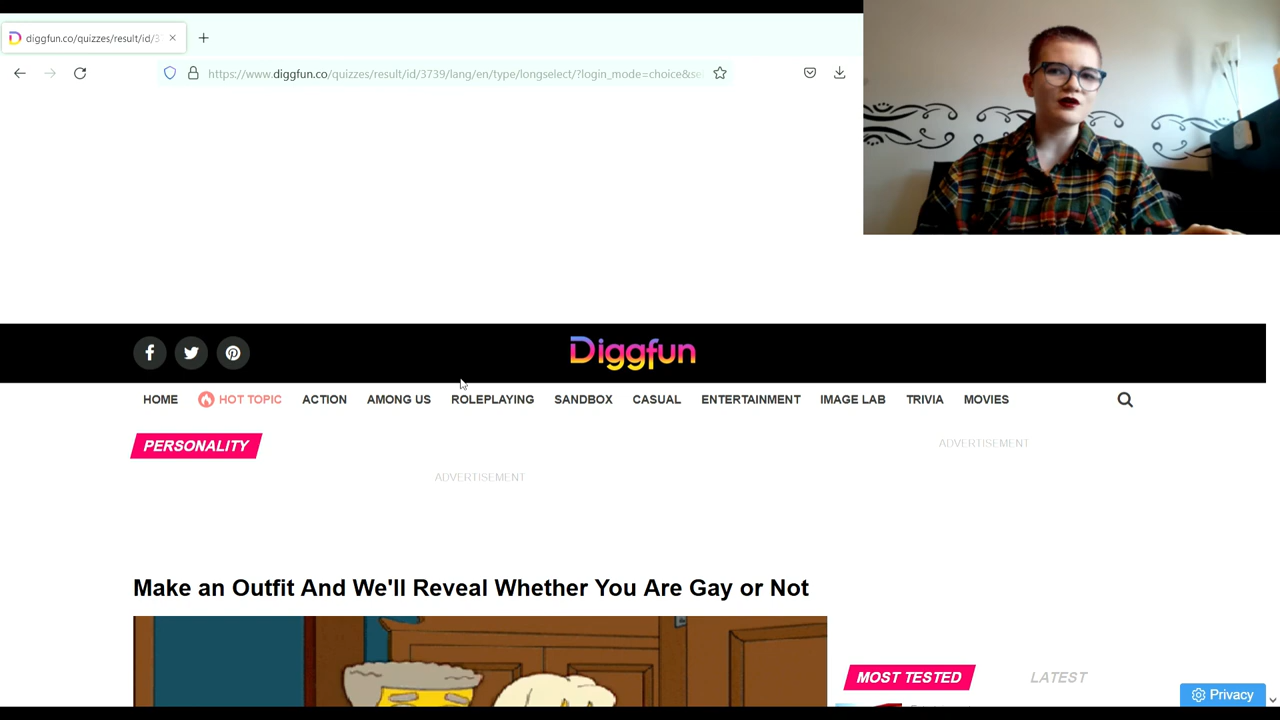 diggfun.co/quizzes/result/id/3
https://www.diggfun.co/quizzes/result/id/3739/lang/en/type/longselect/?login_mode=choice&se
Diggfun
HOME HOT TOPIC ACTION AMONG US ROLEPLAYING SANDBOX CASUAL ENTERTAINMENT IMAGE LAB TRIVIA MOVIES
PERSONALITY
ADVERTISEMENT
ADVERTISEMENT
Make an Outfit And We'll Reveal Whether You Are Gay or Not
MOST TESTED LATEST
Privacy